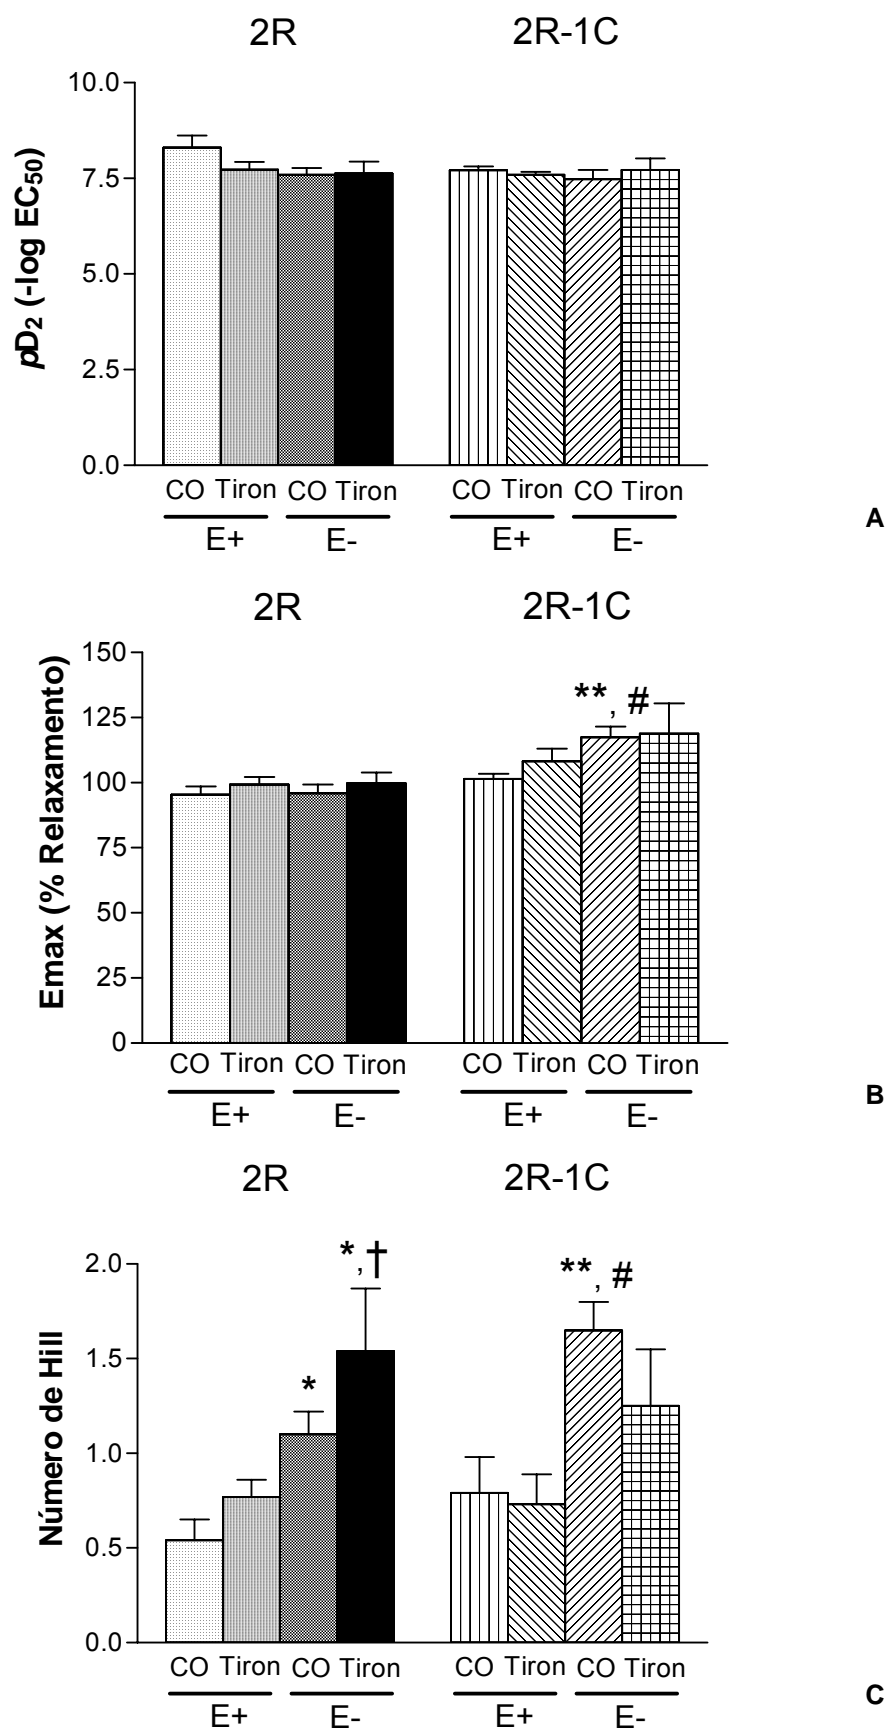 2R 2R-1C
10.0
7.5
5.0
2.5
0.0
pD2 (-log EC50)
CO Tiron CO Tiron CO Tiron CO Tiron
E+ E- E+ E-
A
2R 2R-1C
150
125
100
75
50
25
0
Emax (% Relaxamento)
**, #
CO Tiron CO Tiron CO Tiron CO Tiron
E+ E- E+ E-
B
2R 2R-1C
2.0
1.5
1.0
0.5
0.0
Número de Hill
*
*,†
**, #
CO Tiron CO Tiron CO Tiron CO Tiron
E+ E- E+ E-
C